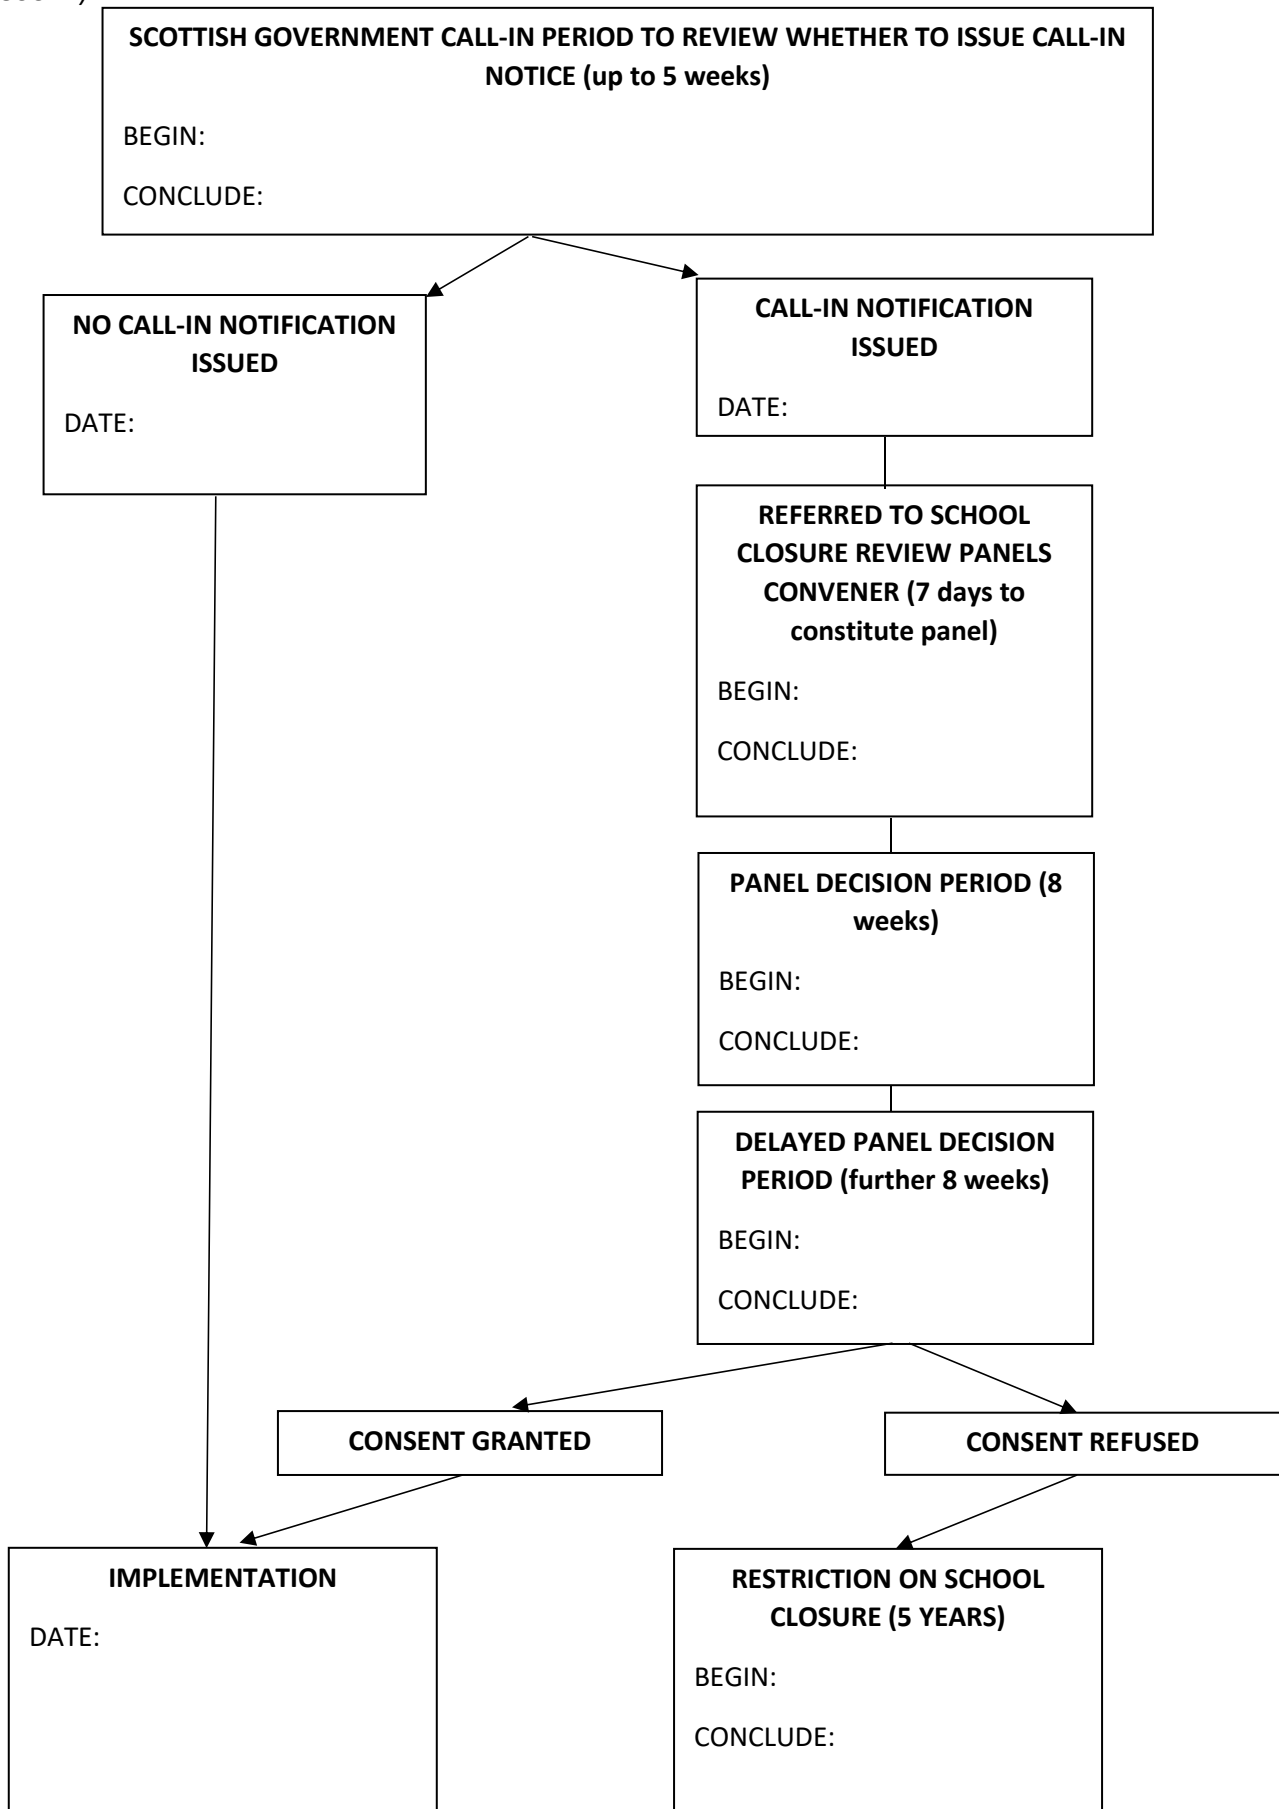 SCOTTISH GOVERNMENT CALL-IN PERIOD TO REVIEW WHETHER TO ISSUE CALL-IN
NOTICE (up to 5 weeks)
BEGIN:
CONCLUDE:
NO CALL-IN NOTIFICATION
ISSUED
DATE:
CALL-IN NOTIFICATION
ISSUED
DATE:
REFERRED TO SCHOOL
CLOSURE REVIEW PANELS
CONVENER (7 days to
constitute panel)
BEGIN:
CONCLUDE:
PANEL DECISION PERIOD (8
weeks)
BEGIN:
CONCLUDE:
DELAYED PANEL DECISION
PERIOD (further 8 weeks)
BEGIN:
CONCLUDE:
CONSENT GRANTED
CONSENT REFUSED
IMPLEMENTATION
DATE:
RESTRICTION ON SCHOOL
CLOSURE (5 YEARS)
BEGIN:
CONCLUDE: